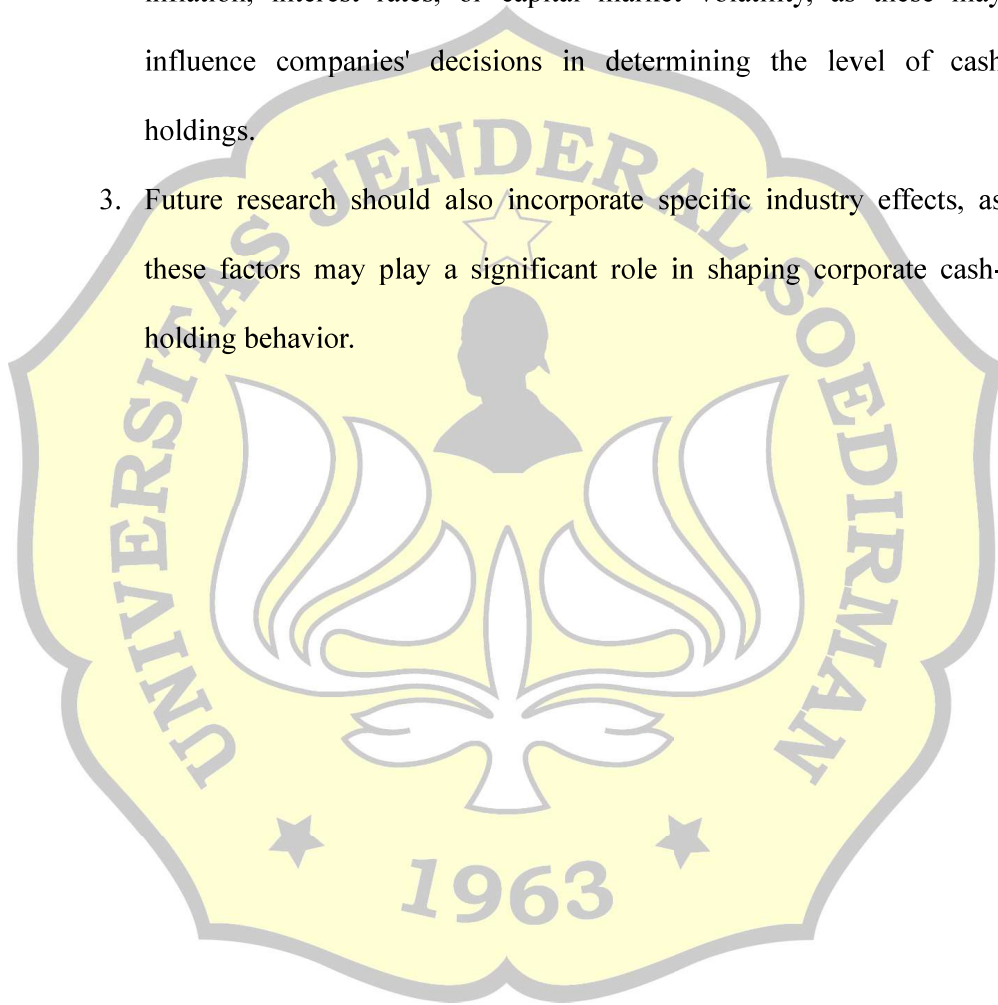 inflation, interest rates, or capital market volatility, as these may
influence companies' decisions in determining the level of cash
holdings.
3. Future research should also incorporate specific industry effects, as
these factors may play a significant role in shaping corporate cash-
holding behavior.
UNIVERSITAS JENDERAL SOEDIRMAN
1963